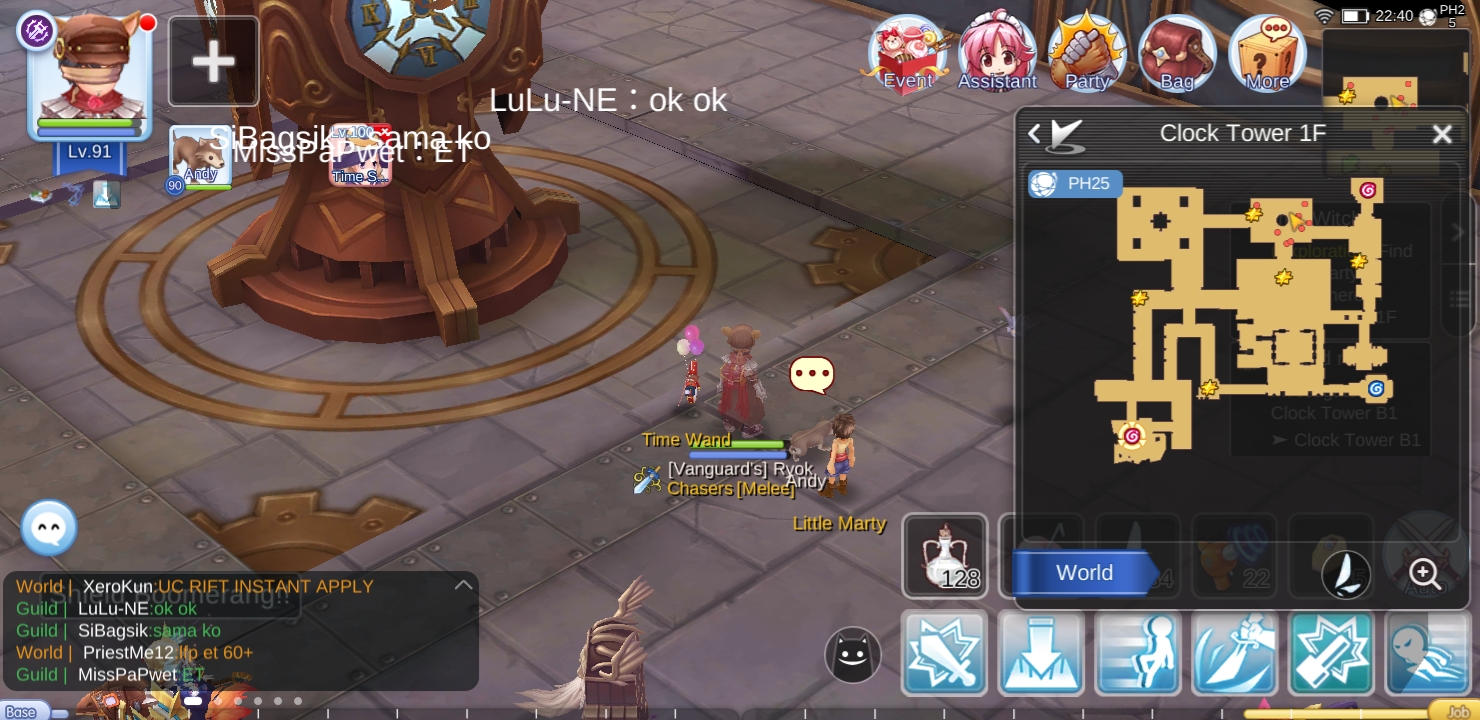 22:40
PH2
5
Event
Assistant
Party
Bag
More
Lv.91
Andy
90
Lv.100
Time S...
LuLu-NE：ok ok
SiBagsik：sama ko
MissPaPwet：ET
Clock Tower 1F
PH25
Clock Tower B1
Clock Tower B1
World
Time Wand
[Vanguard's] Ryok
Andy
Chasers [Melee]
Little Marty
128
22
World | XeroKun:UC RIFT INSTANT APPLY
Guild | LuLu-NE:ok ok
Guild | SiBagsik:sama ko
World | PriestMe12:lfp et 60+
Guild | MissPaPwet:ET
Base
Job